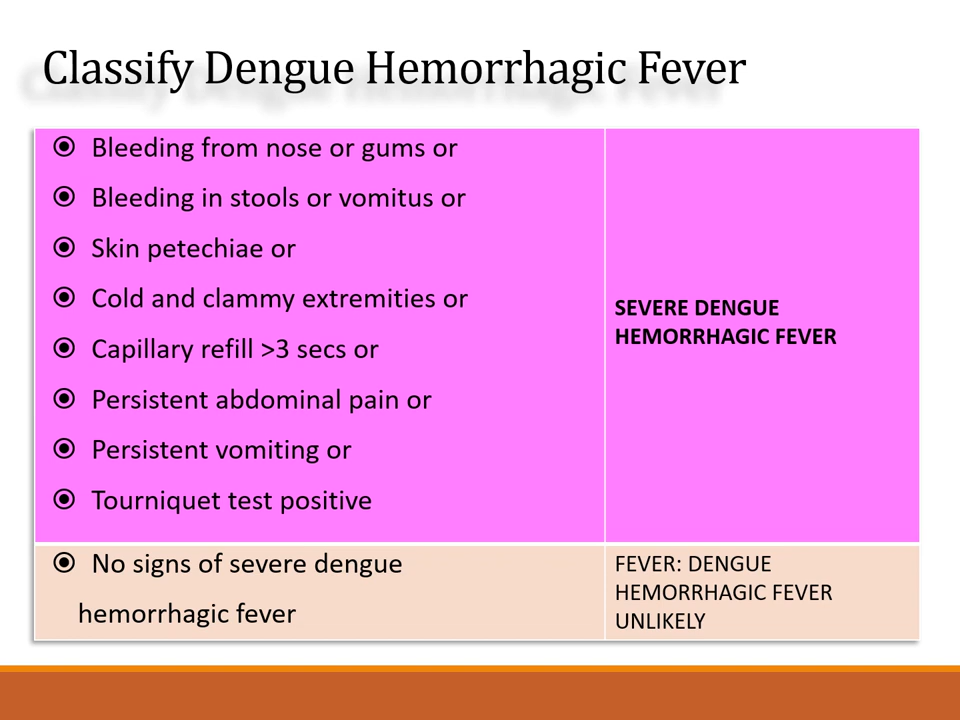 Classify Dengue Hemorrhagic Fever
Bleeding from nose or gums or
Bleeding in stools or vomitus or
Skin petechiae or
Cold and clammy extremities or
Capillary refill >3 secs or
Persistent abdominal pain or
Persistent vomiting or
Tourniquet test positive
SEVERE DENGUE
HEMORRHAGIC FEVER
No signs of severe dengue
hemorrhagic fever
FEVER: DENGUE
HEMORRHAGIC FEVER
UNLIKELY